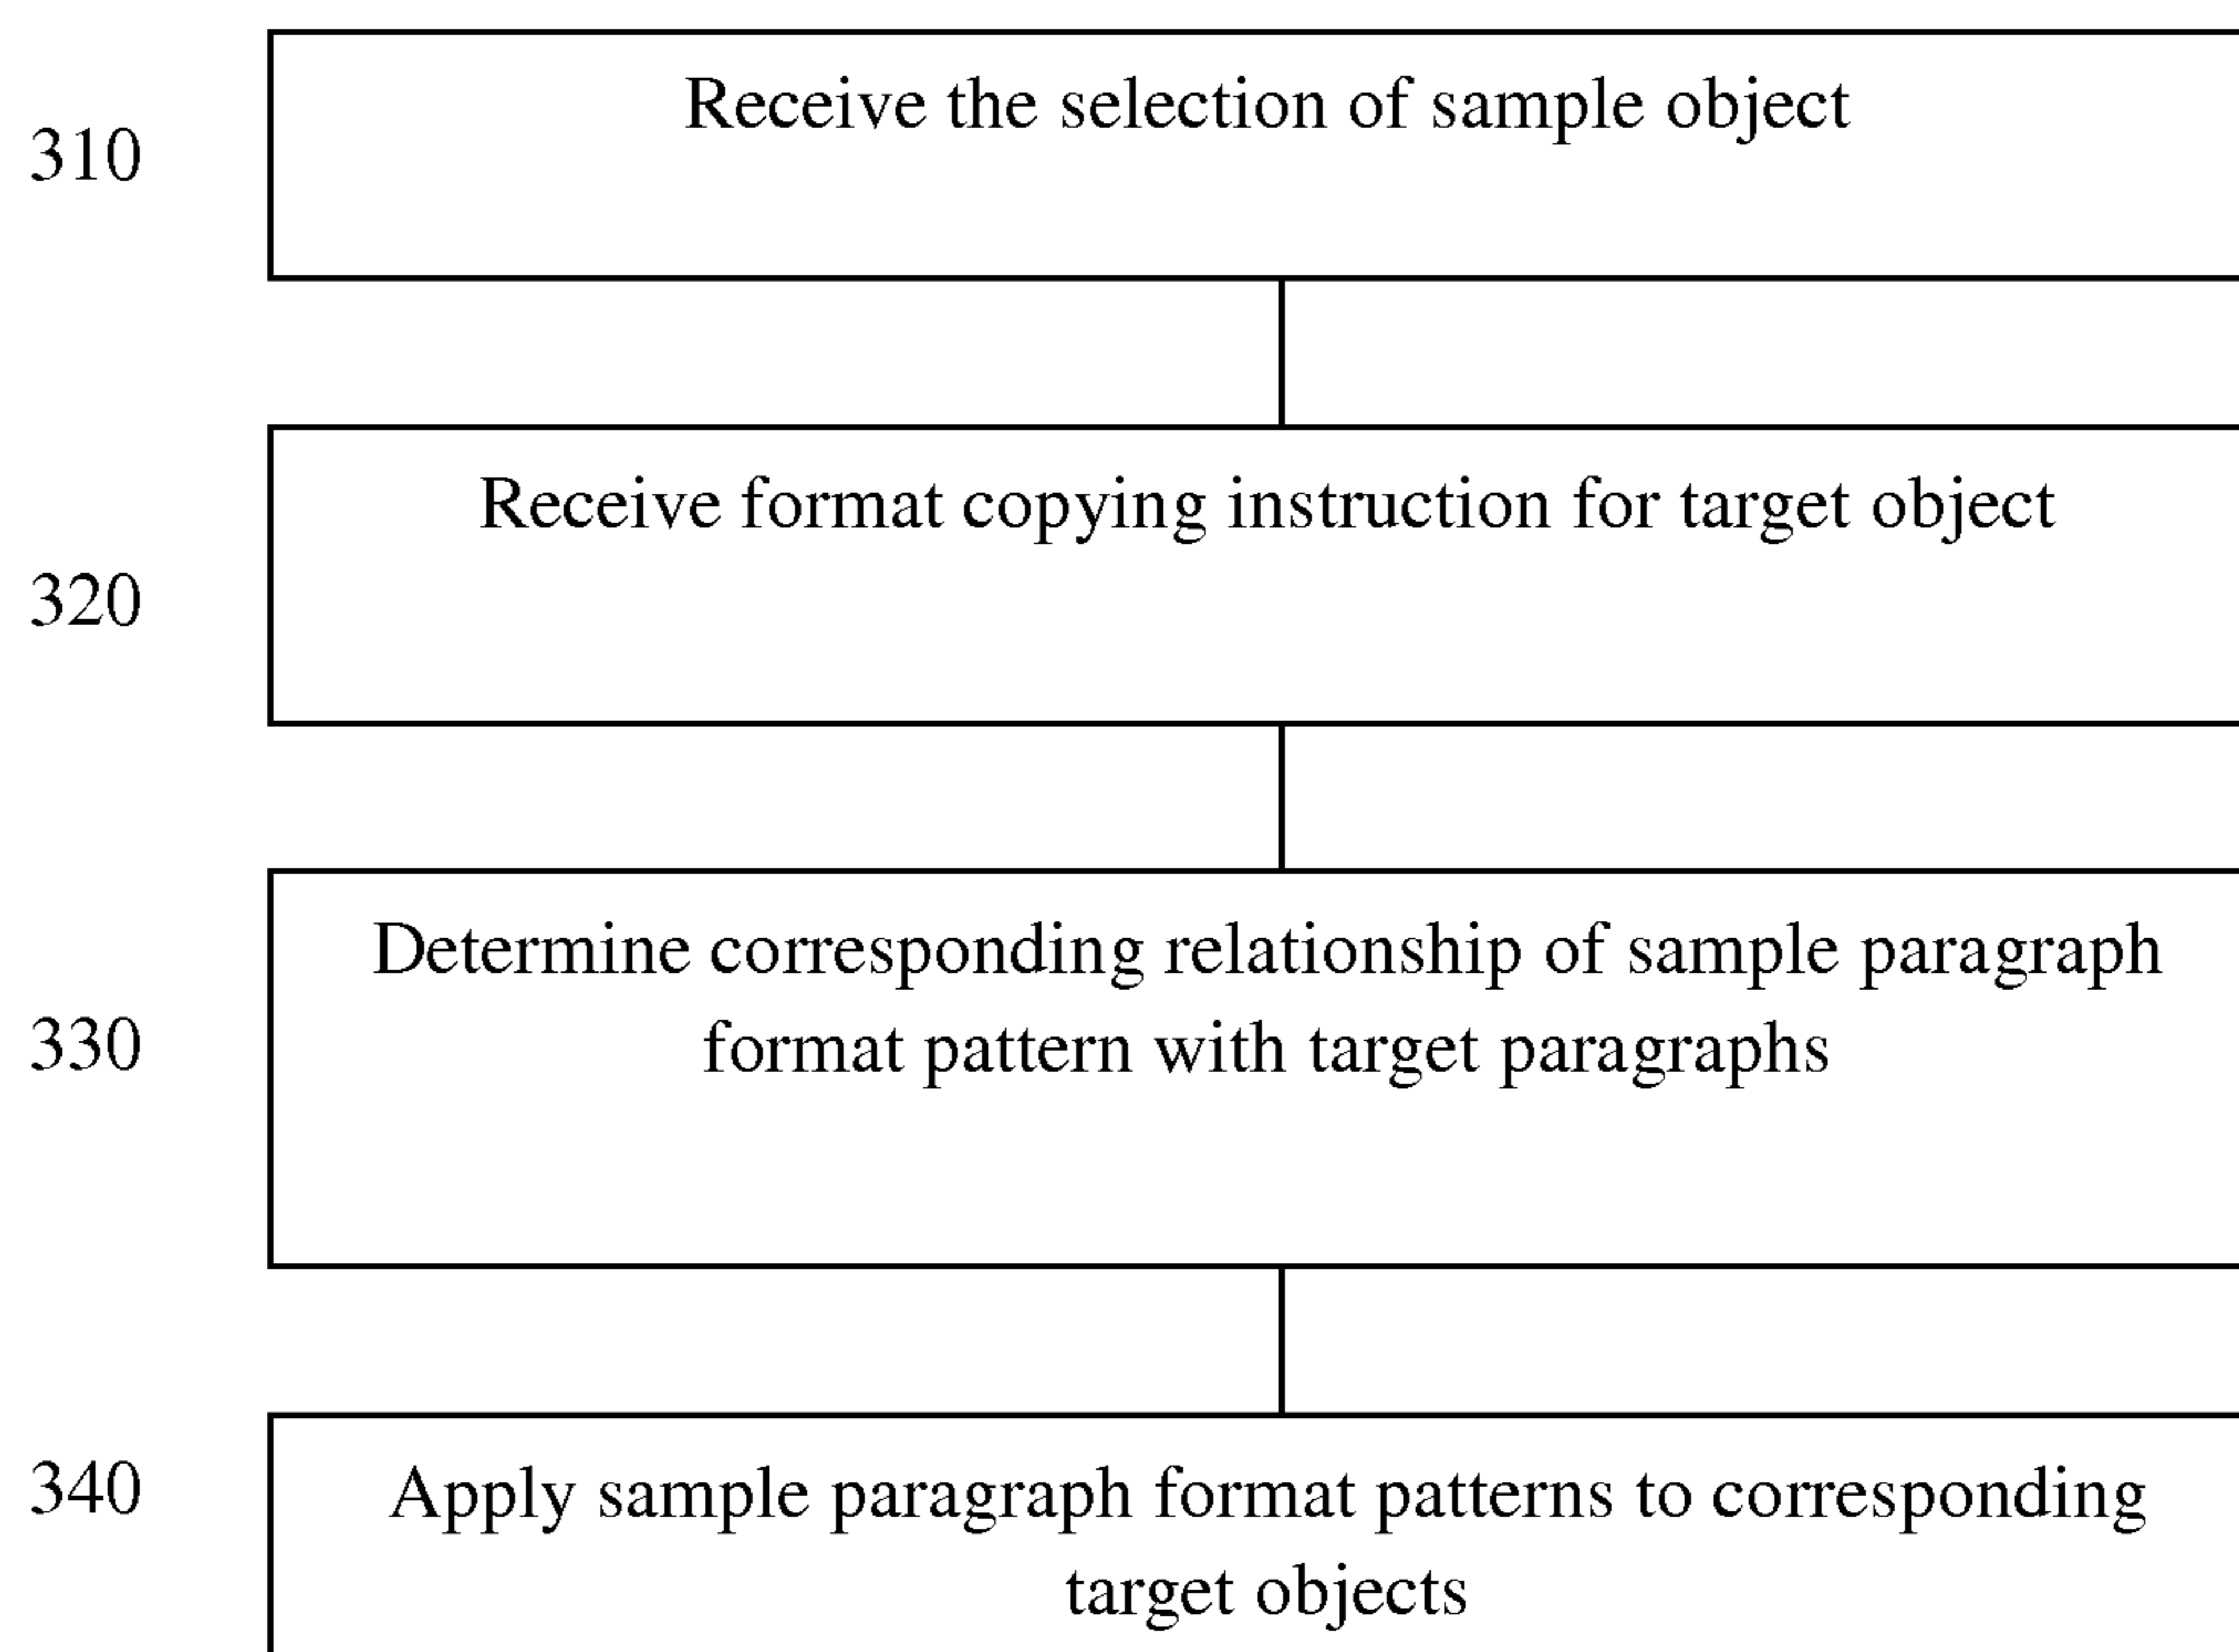 310
Receive the selection of sample object
320
Receive format copying instruction for target object
330
Determine corresponding relationship of sample paragraph
format pattern with target paragraphs
340
Apply sample paragraph format patterns to corresponding
target objects